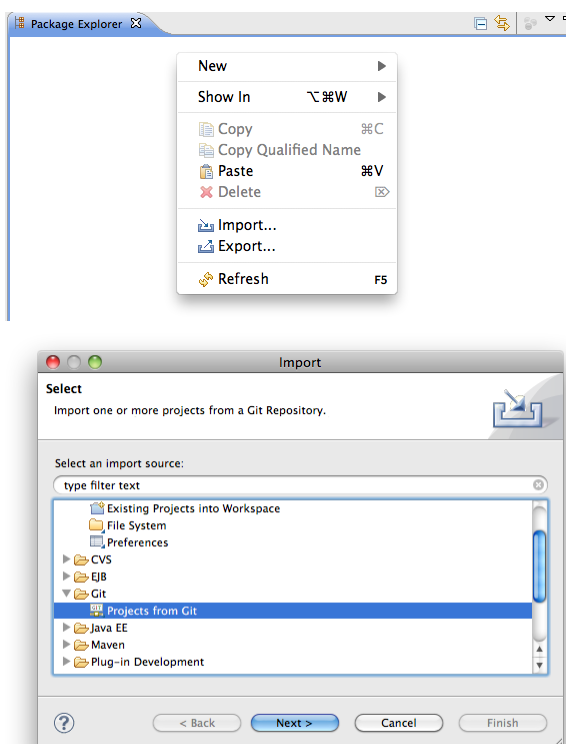 Package Explorer
New
Show In ⌥⌘W
Copy ⌘C
Copy Qualified Name
Paste ⌘V
Delete ⌦
Import...
Export...
Refresh F5
Import
Select
Import one or more projects from a Git Repository.
Select an import source:
type filter text
Existing Projects into Workspace
File System
Preferences
CVS
EJB
Git
GIT Projects from Git
Java EE
Maven
Plug-in Development
? < Back Next > Cancel Finish